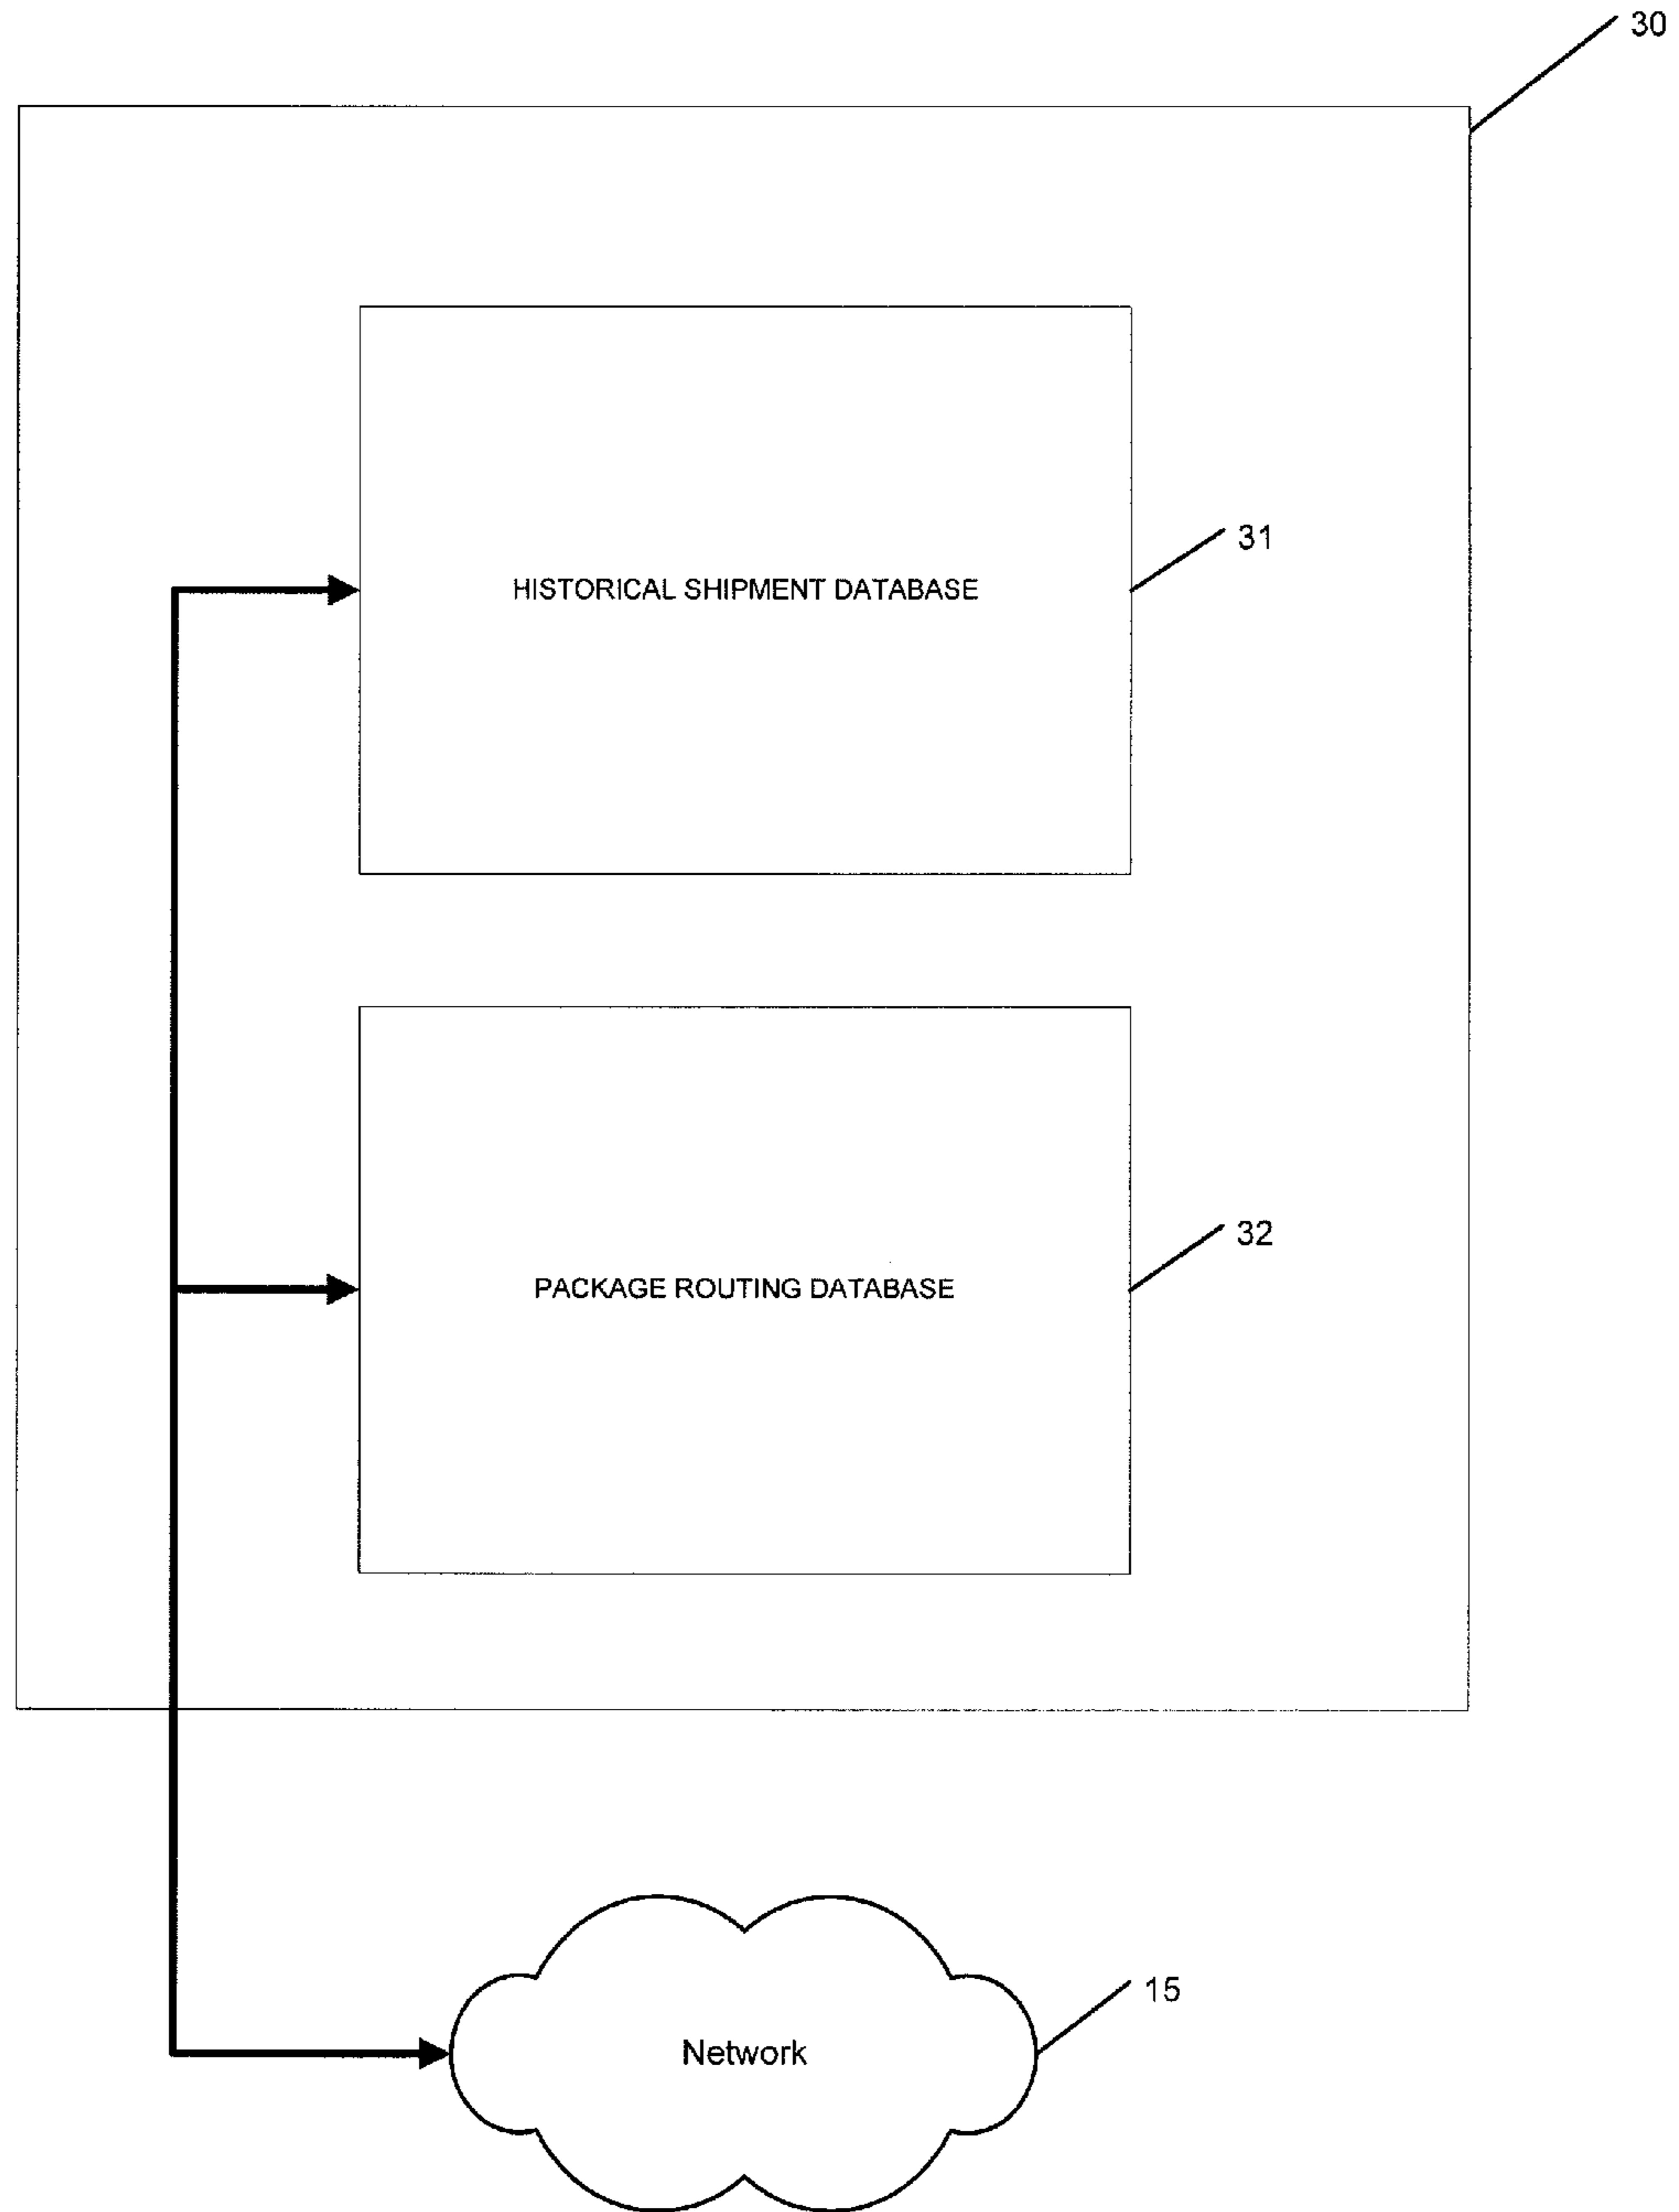 30
31
HISTORICAL SHIPMENT DATABASE
32
PACKAGE ROUTING DATABASE
15
Network